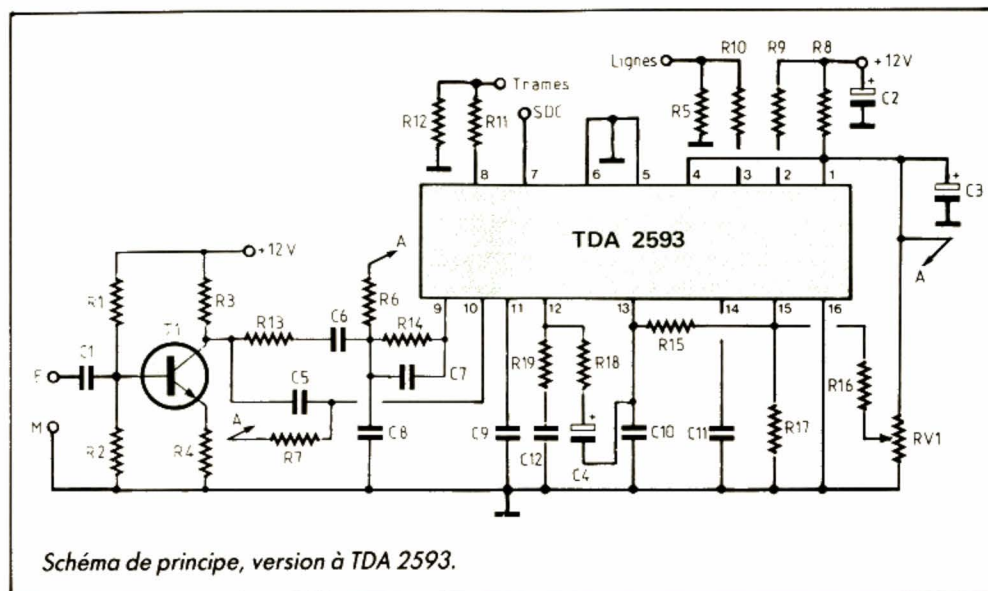 Lignes R10 R9 R8 +12V
R12 R11 Trames SDC R5 C2
8 7 6 5 4 3 2 1 C3
TDA 2593
A
+12V A
R1 R3 R6 9 10 11 12 13 14 15 16
C1 T1 R13 C6 R14 R15
E C5 C7 R19 R18 R16
M A
R2 R4 R7 C8 C9 C12 C4 C10 C11 R17 RV1
Schéma de principe, version à TDA 2593.